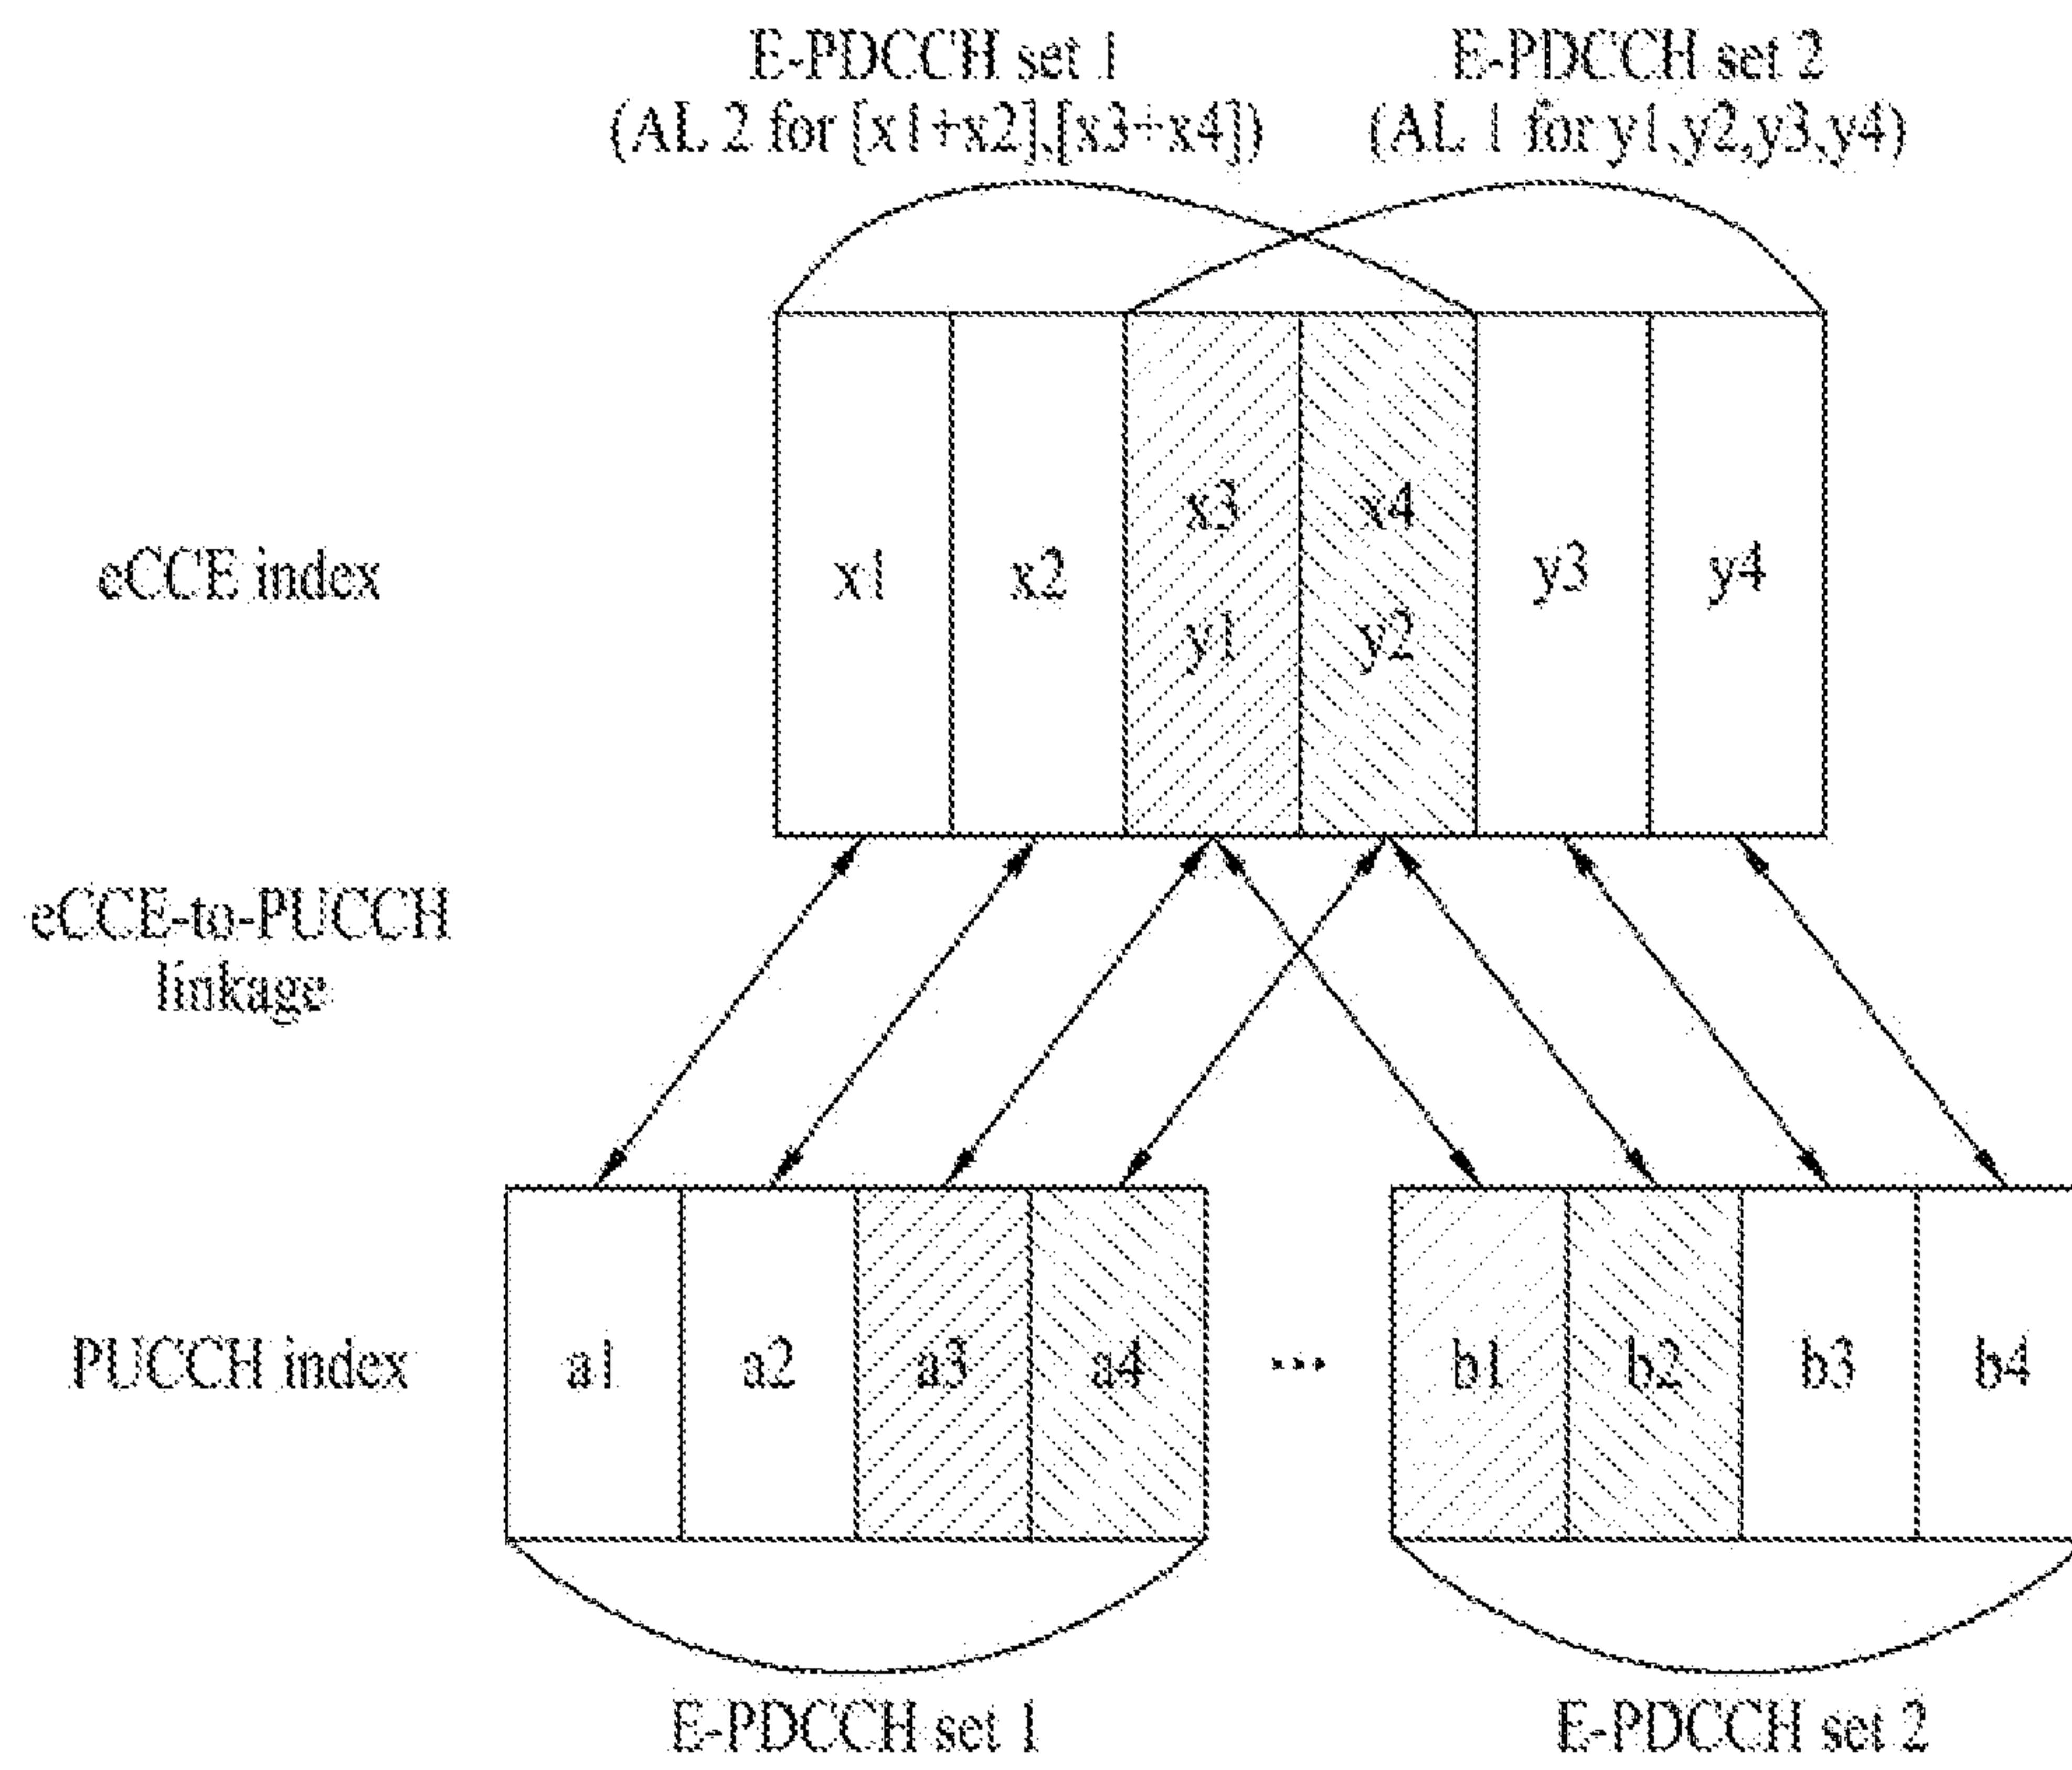 E-PDCCH set 1
(AL 2 for [x1+x2],[x3+x4])
E-PDCCH set 2
(AL 1 for y1,y2,y3,y4)
eCCE index
x1
x2
x3
y1
x4
y2
y3
y4
eCCE-to-PUCCH
linkage
PUCCH index
a1
a2
a3
a4
...
b1
b2
b3
b4
E-PDCCH set 1
E-PDCCH set 2